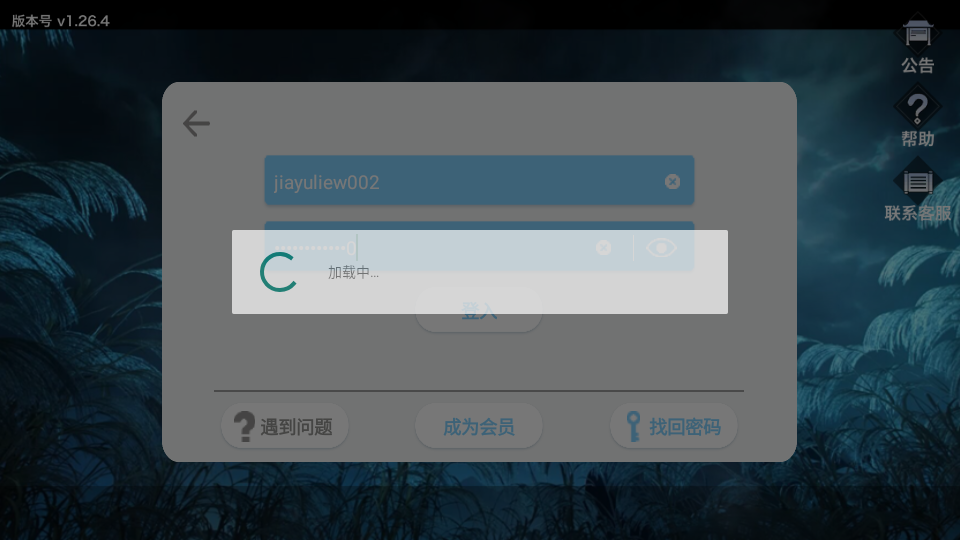 版本号 v1.26.4
公告
帮助
联系客服
jiayuliew002
••••••••••••0
加载中...
登入
遇到问题
成为会员
找回密码